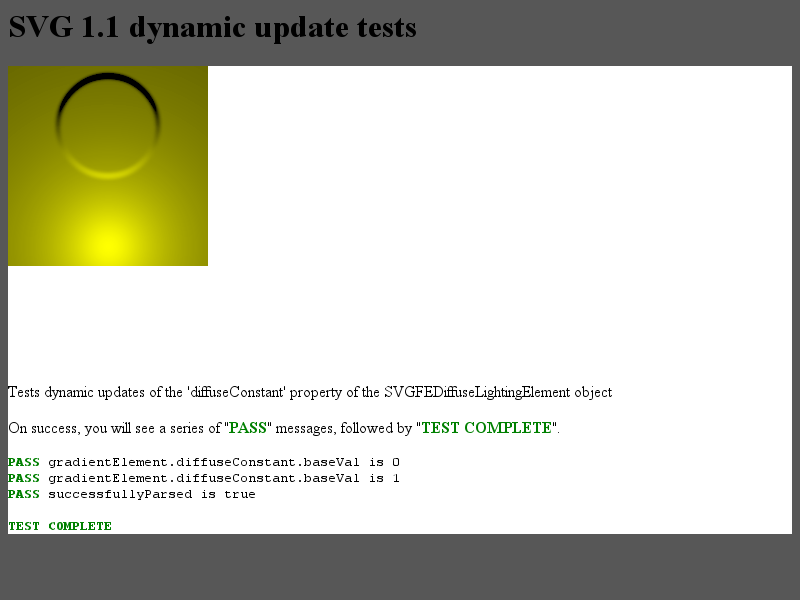 SVG 1.1 dynamic update tests
Tests dynamic updates of the 'diffuseConstant' property of the SVGFEDiffuseLightingElement object
On success, you will see a series of "PASS" messages, followed by "TEST COMPLETE".
PASS gradientElement.diffuseConstant.baseVal is 0
PASS gradientElement.diffuseConstant.baseVal is 1
PASS successfullyParsed is true
TEST COMPLETE